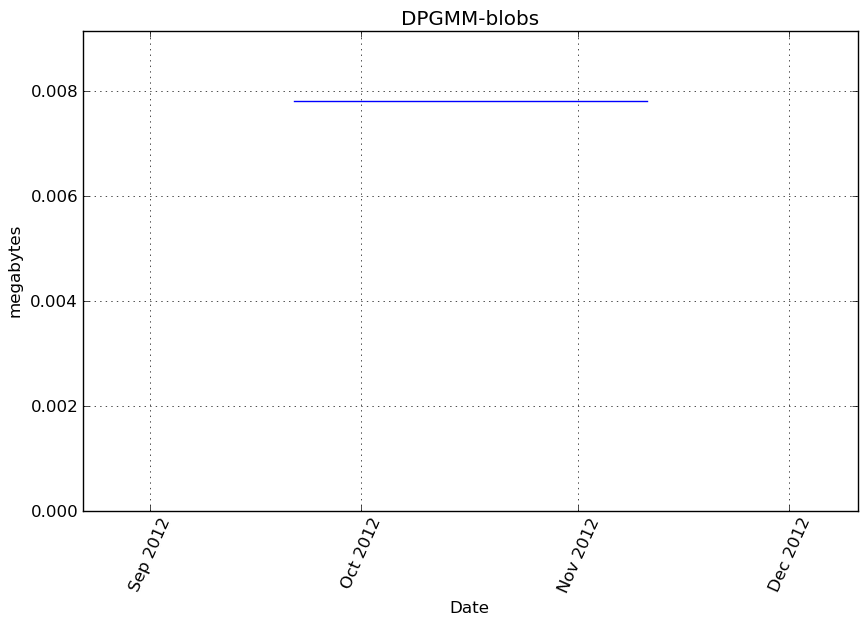 DPGMM-blobs
0.008
0.006
0.004
0.002
0.000
megabytes
Sep 2012
Oct 2012
Nov 2012
Dec 2012
Date